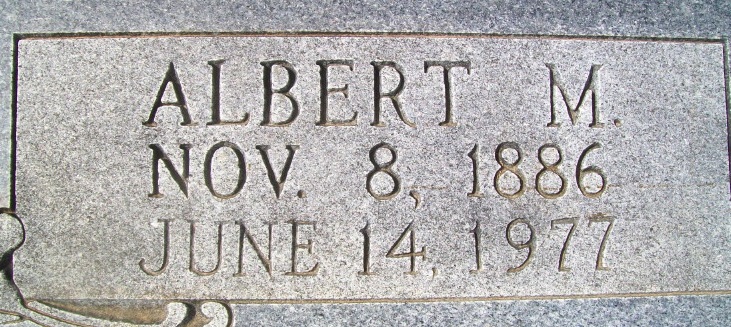 ALBERT M.
NOV. 8, 1886
JUNE 14, 1977